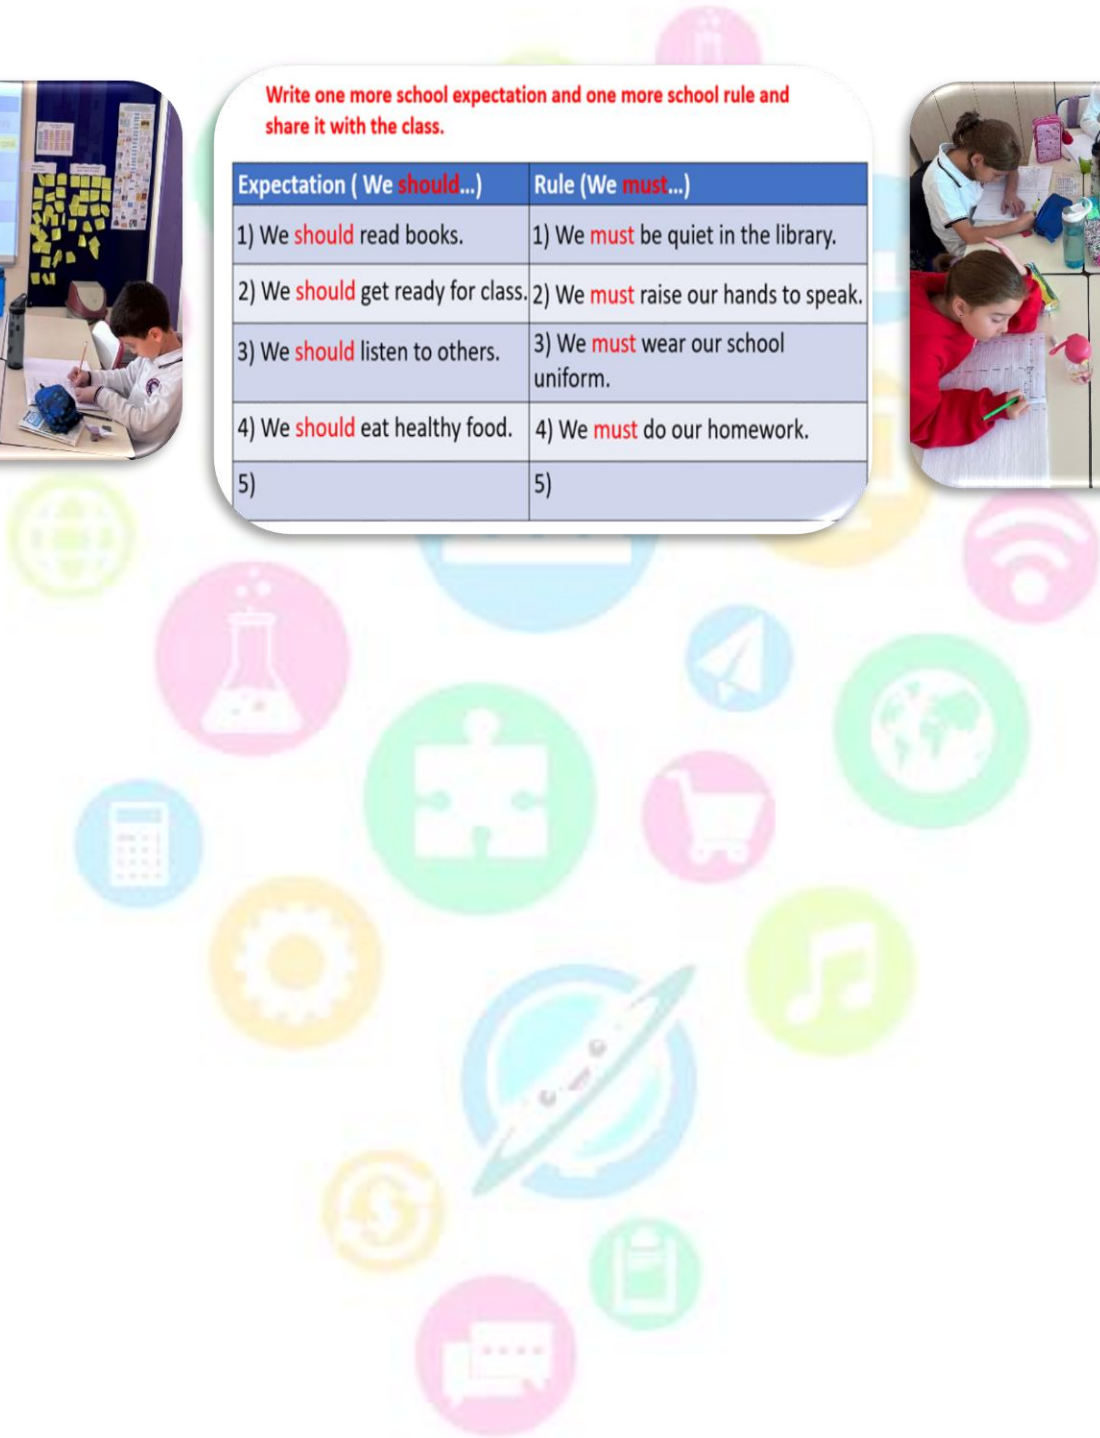 Write one more school expectation and one more school rule and
share it with the class.
Expectation ( We should...)
Rule (We must...)
1) We should read books.
1) We must be quiet in the library.
2) We should get ready for class.
2) We must raise our hands to speak.
3) We should listen to others.
3) We must wear our school
uniform.
4) We should eat healthy food.
4) We must do our homework.
5)
5)